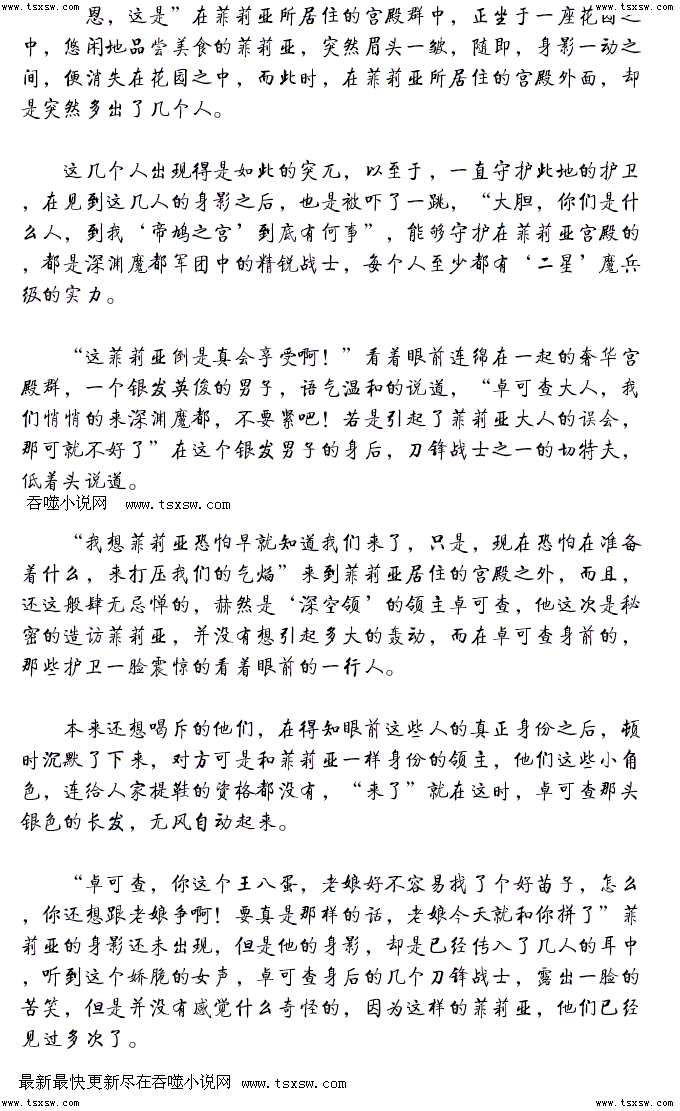 www.tsxsw.com www.tsxsw.com
恩，这是”在菲莉亚所居住的宫殿群中，正坐于一座花园之
中，悠闲地品尝美食的菲莉亚，突然眉头一皱，随即，身影一动之
间，便消失在花园之中，而此时，在菲莉亚所居住的宫殿外面，却
是突然多出了几个人。
这几个人出现得是如此的突兀，以至于，一直守护此地的护卫
，在见到这几人的身影之后，也是被吓了一跳，“大胆，你们是什
么人，到我‘帝鸠之宫’到底有何事”，能够守护在菲莉亚宫殿的
，都是深渊魔都军团中的精锐战士，每个人至少都有‘二星’魔兵
级的实力。
“这菲莉亚倒是真会享受啊！”看着眼前连绵在一起的奢华宫
殿群，一个银发英俊的男子，语气温和的说道，“卓可查大人，我
们悄悄的来深渊魔都，不要紧吧！若是引起了菲莉亚大人的误会，
那可就不好了”在这个银发男子的身后，刀锋战士之一的切特夫，
低着头说道。
吞噬小说网 www.tsxsw.com
“我想菲莉亚恐怕早就知道我们来了，只是，现在恐怕在准备
着什么，来打压我们的气焰”来到菲莉亚居住的宫殿之外，而且，
还这般肆无忌惮的，赫然是‘深空领’的领主卓可查，他这次是秘
密的造访菲莉亚，并没有想引起多大的轰动，而在卓可查身前的，
那些护卫一脸震惊的看着眼前的一行人。
本来还想喝斥的他们，在得知眼前这些人的真正身份之后，顿
时沉默了下来，对方可是和菲莉亚一样身份的领主，他们这些小角
色，连给人家提鞋的资格都没有，“来了”就在这时，卓可查那头
银色的长发，无风自动起来。
“卓可查，你这个王八蛋，老娘好不容易找了个好苗子，怎么
，你还想跟老娘争啊！要真是那样的话，老娘今天就和你拼了”菲
莉亚的身影还未出现，但是他的身影，却是已经传入了几人的耳中
，听到这个娇脆的女声，卓可查身后的几个刀锋战士，露出一脸的
苦笑，但是并没有感觉什么奇怪的，因为这样的菲莉亚，他们已经
见过多次了。
最新最快更新尽在吞噬小说网 www.tsxsw.com
www.tsxsw.com www.tsxsw.com